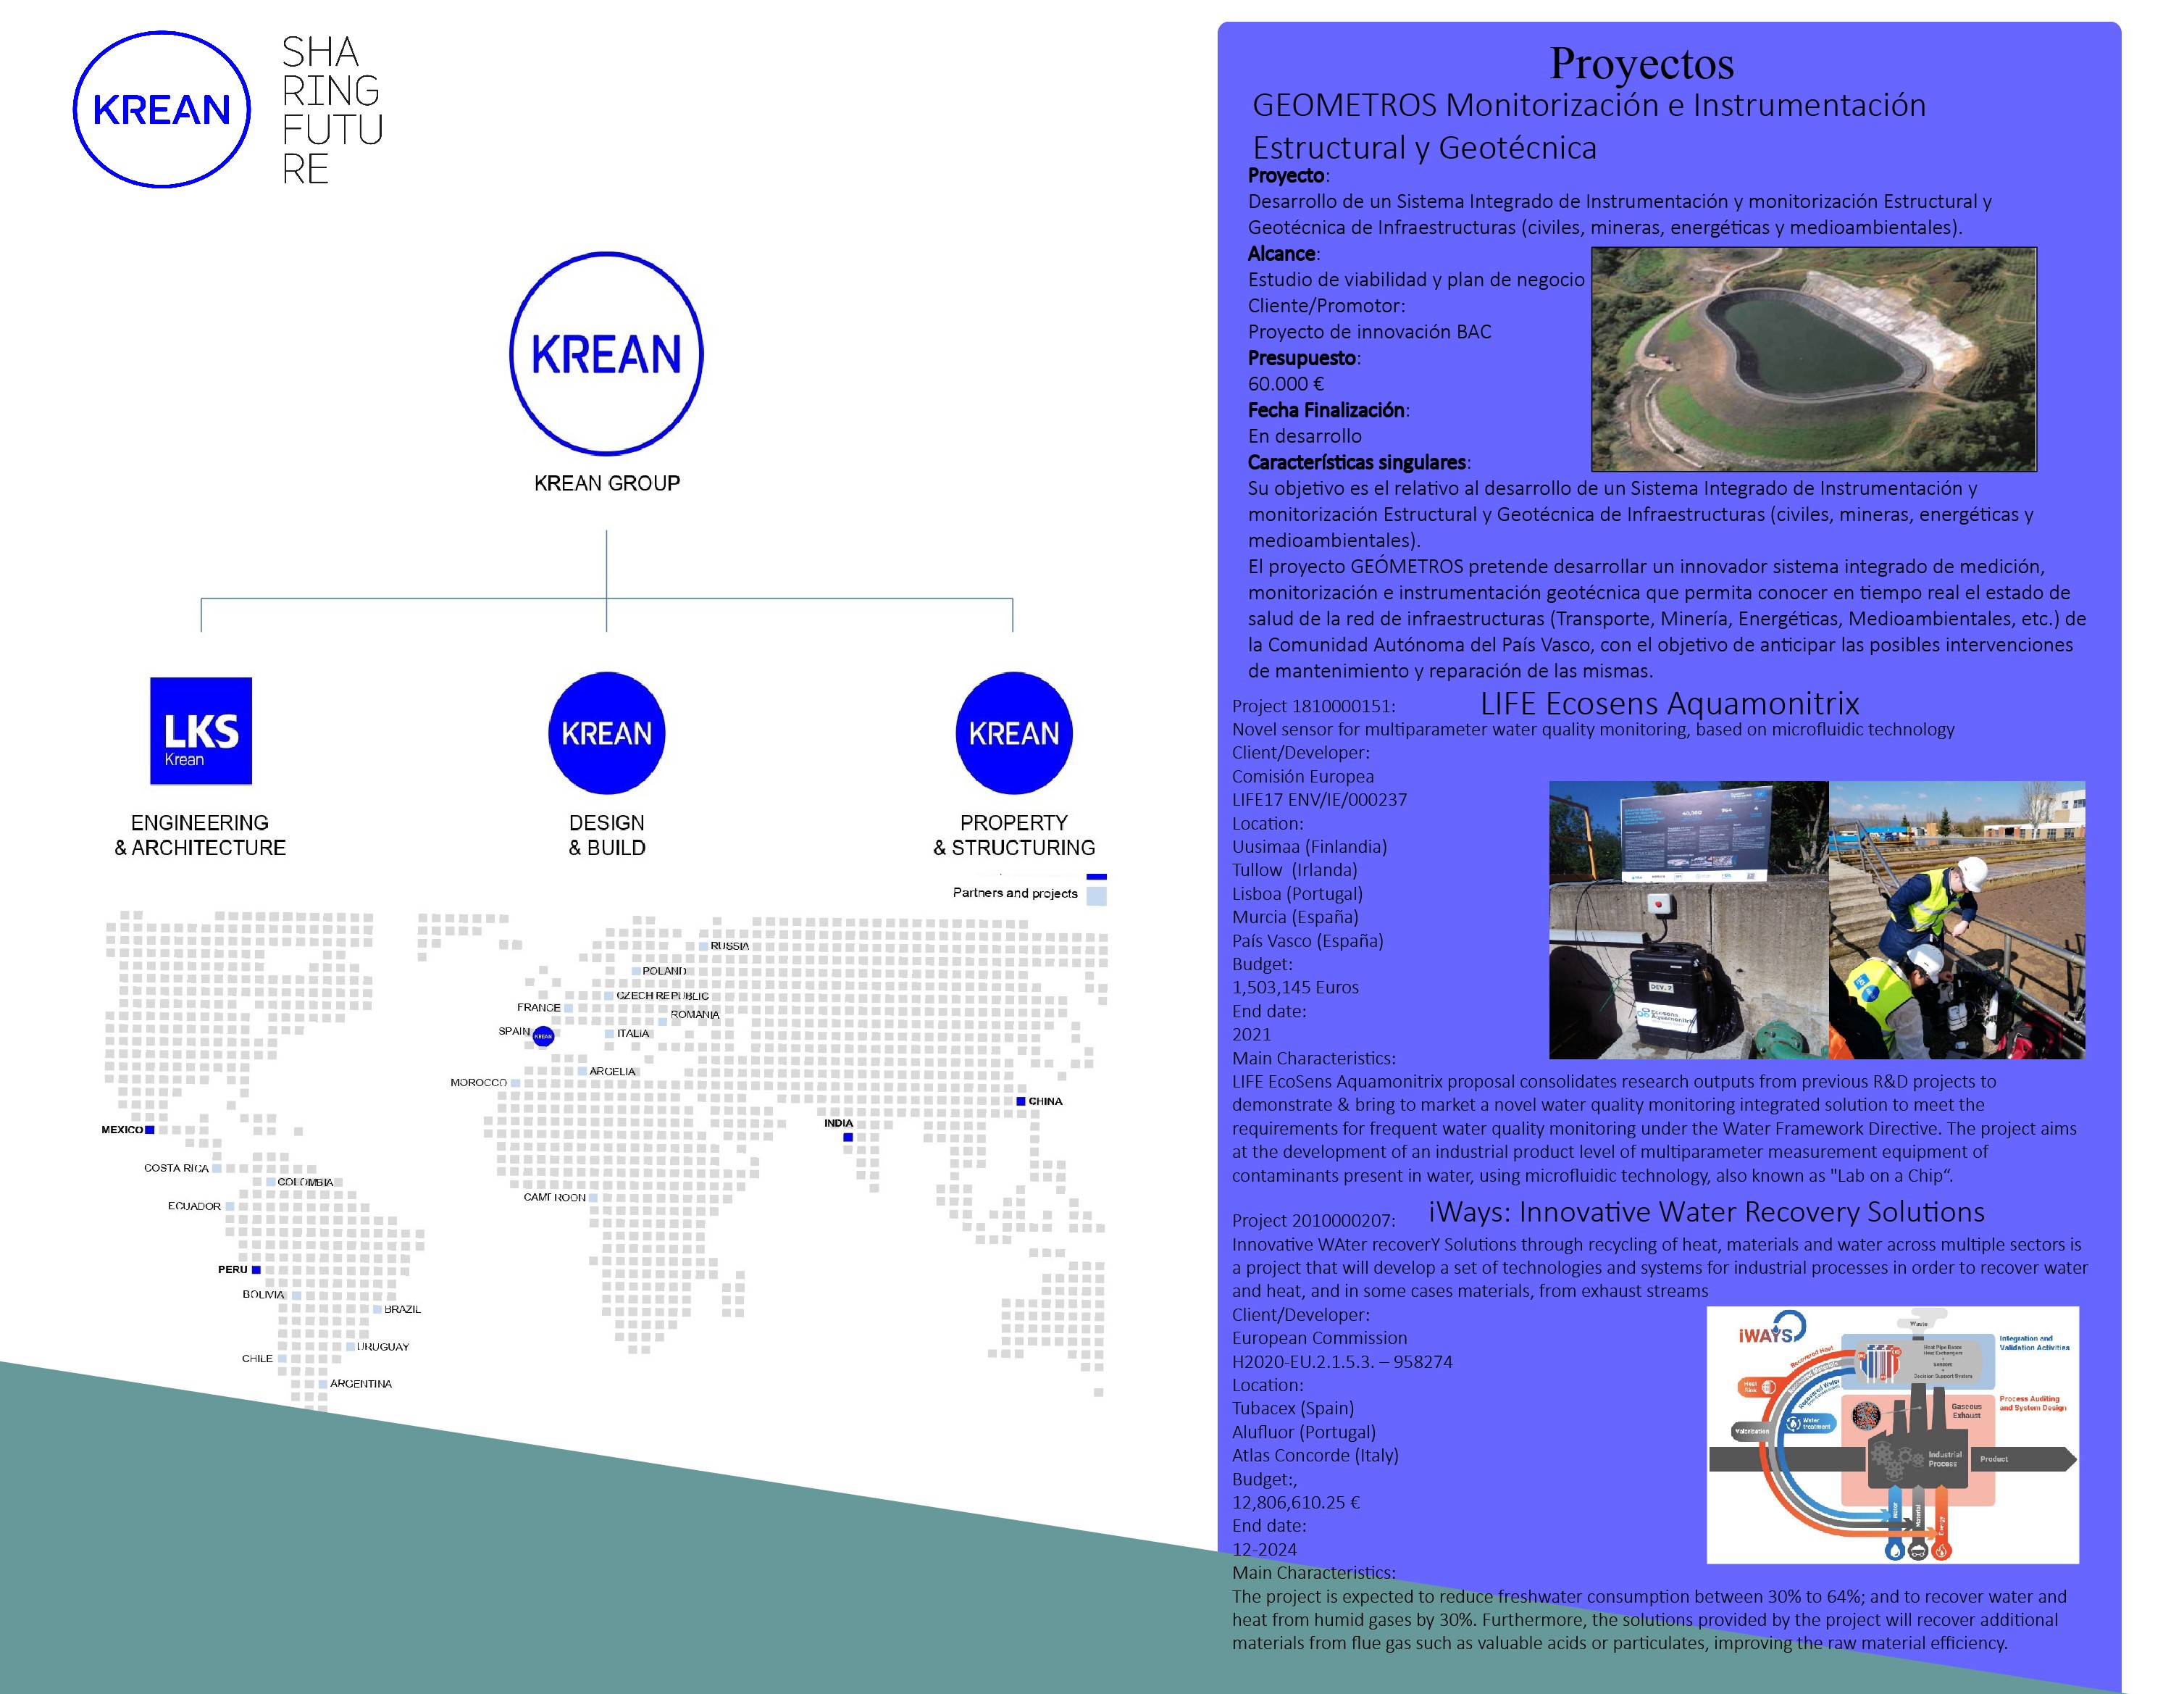 KREAN
SHA
RING
FUTU
RE
KREAN
KREAN GROUP
LKS
Krean
ENGINEERING
& ARCHITECTURE
KREAN
DESIGN
& BUILD
KREAN
PROPERTY
& STRUCTURING
Partners and projects
RUSSIA
POLAND
CZECH REPUBLIC
FRANCE
ROMANIA
SPAIN
KREAN
ITALIA
ARGELIA
MOROCCO
CHINA
INDIA
MEXICO
COSTA RICA
COLOMBIA
CAMEROON
ECUADOR
PERU
BOLIVIA
BRAZIL
URUGUAY
CHILE
ARGENTINA
Proyectos
GEOMETROS Monitorización e Instrumentación
Estructural y Geotécnica
Proyecto:
Desarrollo de un Sistema Integrado de Instrumentación y monitorización Estructural y
Geotécnica de Infraestructuras (civiles, mineras, energéticas y medioambientales).
Alcance:
Estudio de viabilidad y plan de negocio
Cliente/Promotor:
Proyecto de innovación BAC
Presupuesto:
60.000 €
Fecha Finalización:
En desarrollo
Características singulares:
Su objetivo es el relativo al desarrollo de un Sistema Integrado de Instrumentación y
monitorización Estructural y Geotécnica de Infraestructuras (civiles, mineras, energéticas y
medioambientales).
El proyecto GEÓMETROS pretende desarrollar un innovador sistema integrado de medición,
monitorización e instrumentación geotécnica que permita conocer en tiempo real el estado de
salud de la red de infraestructuras (Transporte, Minería, Energéticas, Medioambientales, etc.) de
la Comunidad Autónoma del País Vasco, con el objetivo de anticipar las posibles intervenciones
de mantenimiento y reparación de las mismas.
Project 1810000151:
LIFE Ecosens Aquamonitrix
Novel sensor for multiparameter water quality monitoring, based on microfluidic technology
Client/Developer:
Comisión Europea
LIFE17 ENV/IE/000237
Location:
Uusimaa (Finlandia)
Tullow (Irlanda)
Lisboa (Portugal)
Murcia (España)
País Vasco (España)
Budget:
1,503,145 Euros
End date:
2021
DEV. 7
Ecosens
Aquamonitrix
Main Characteristics:
LIFE EcoSens Aquamonitrix proposal consolidates research outputs from previous R&D projects to
demonstrate & bring to market a novel water quality monitoring integrated solution to meet the
requirements for frequent water quality monitoring under the Water Framework Directive. The project aims
at the development of an industrial product level of multiparameter measurement equipment of
contaminants present in water, using microfluidic technology, also known as "Lab on a Chip“.
Project 2010000207:
iWays: Innovative Water Recovery Solutions
Innovative WAter recoverY Solutions through recycling of heat, materials and water across multiple sectors is
a project that will develop a set of technologies and systems for industrial processes in order to recover water
and heat, and in some cases materials, from exhaust streams
Client/Developer:
European Commission
H2020-EU.2.1.5.3. – 958274
Location:
Tubacex (Spain)
Alufluor (Portugal)
Atlas Concorde (Italy)
Budget:,
12,806,610.25 €
End date:
12-2024
iWAYS
Waste
Heat Pipe Based
Heat Exchangers
+
Sensors
+
Decision Support System
Integration and
Validation Activities
Recovered Heat
Recovered Water
Heat
Sink
Water
treatment
Valorisation
Process Auditing
and System Design
Gaseous
Exhaust
Industrial
Process
Product
Water
Material
Energy
Main Characteristics:
The project is expected to reduce freshwater consumption between 30% to 64%; and to recover water and
heat from humid gases by 30%. Furthermore, the solutions provided by the project will recover additional
materials from flue gas such as valuable acids or particulates, improving the raw material efficiency.